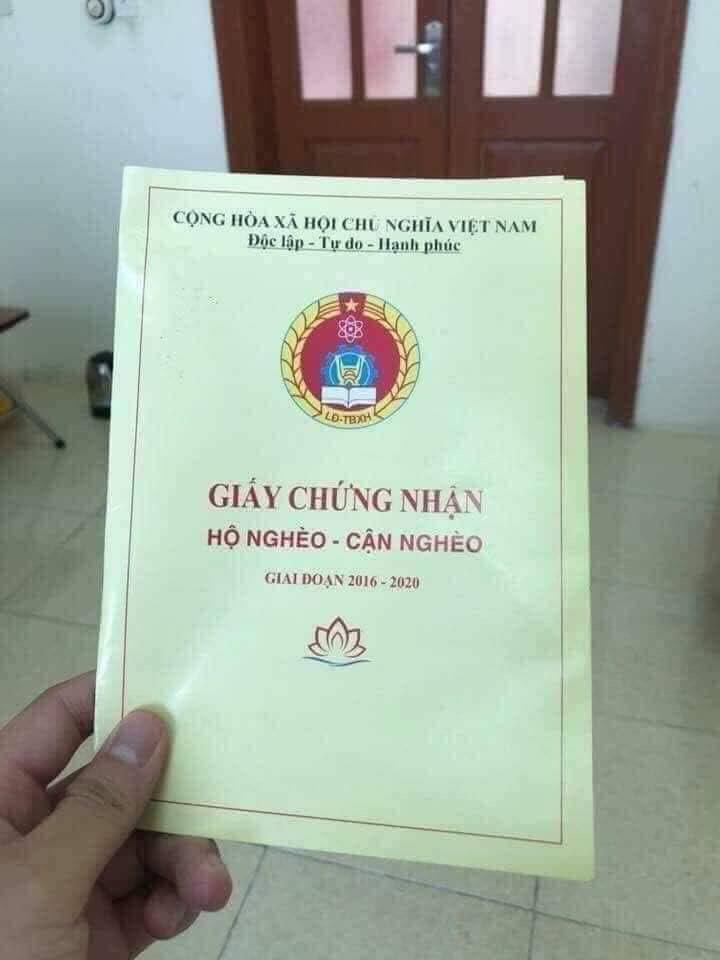 CỘNG HÒA XÃ HỘI CHỦ NGHĨA VIỆT NAM
Độc lập - Tự do - Hạnh phúc
LĐ-TBXH
GIẤY CHỨNG NHẬN
HỘ NGHÈO - CẬN NGHÈO
GIAI ĐOẠN 2016 - 2020